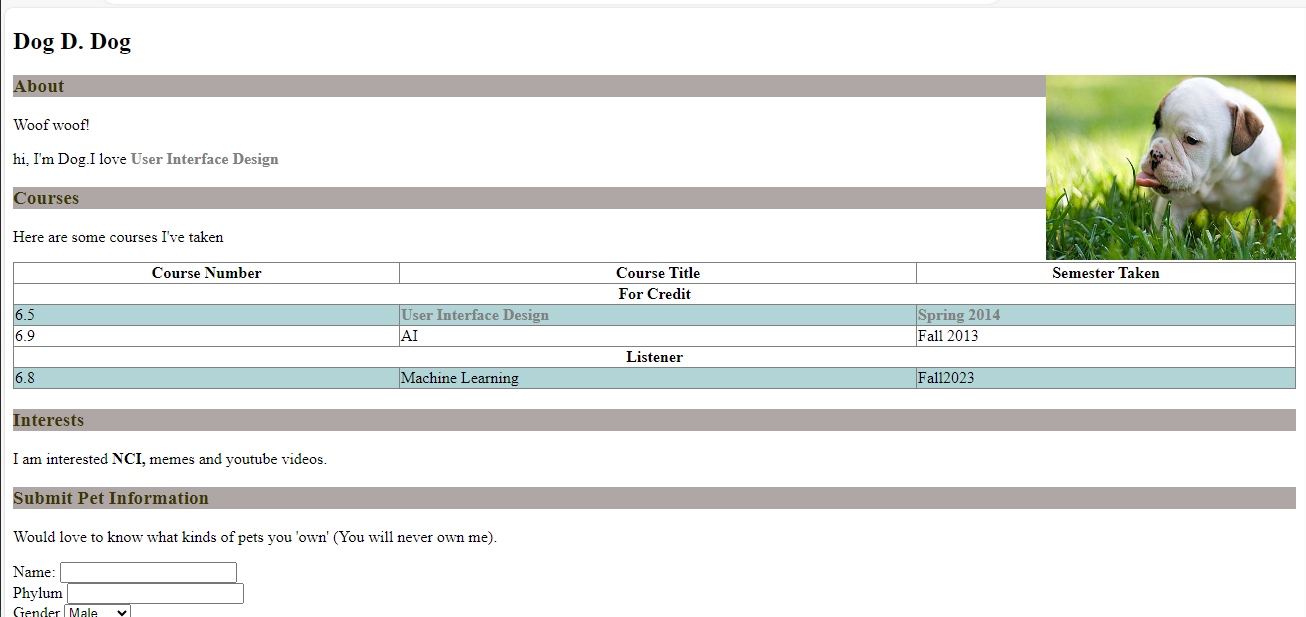 Dog D. Dog
About
Woof woof!
hi, I'm Dog.I love User Interface Design
Courses
Here are some courses I've taken
Course Number Course Title Semester Taken
For Credit
6.5 User Interface Design Spring 2014
6.9 AI Fall 2013
Listener
6.8 Machine Learning Fall2023
Interests
I am interested NCI, memes and youtube videos.
Submit Pet Information
Would love to know what kinds of pets you 'own' (You will never own me).
Name:
Phylum
Gender Male